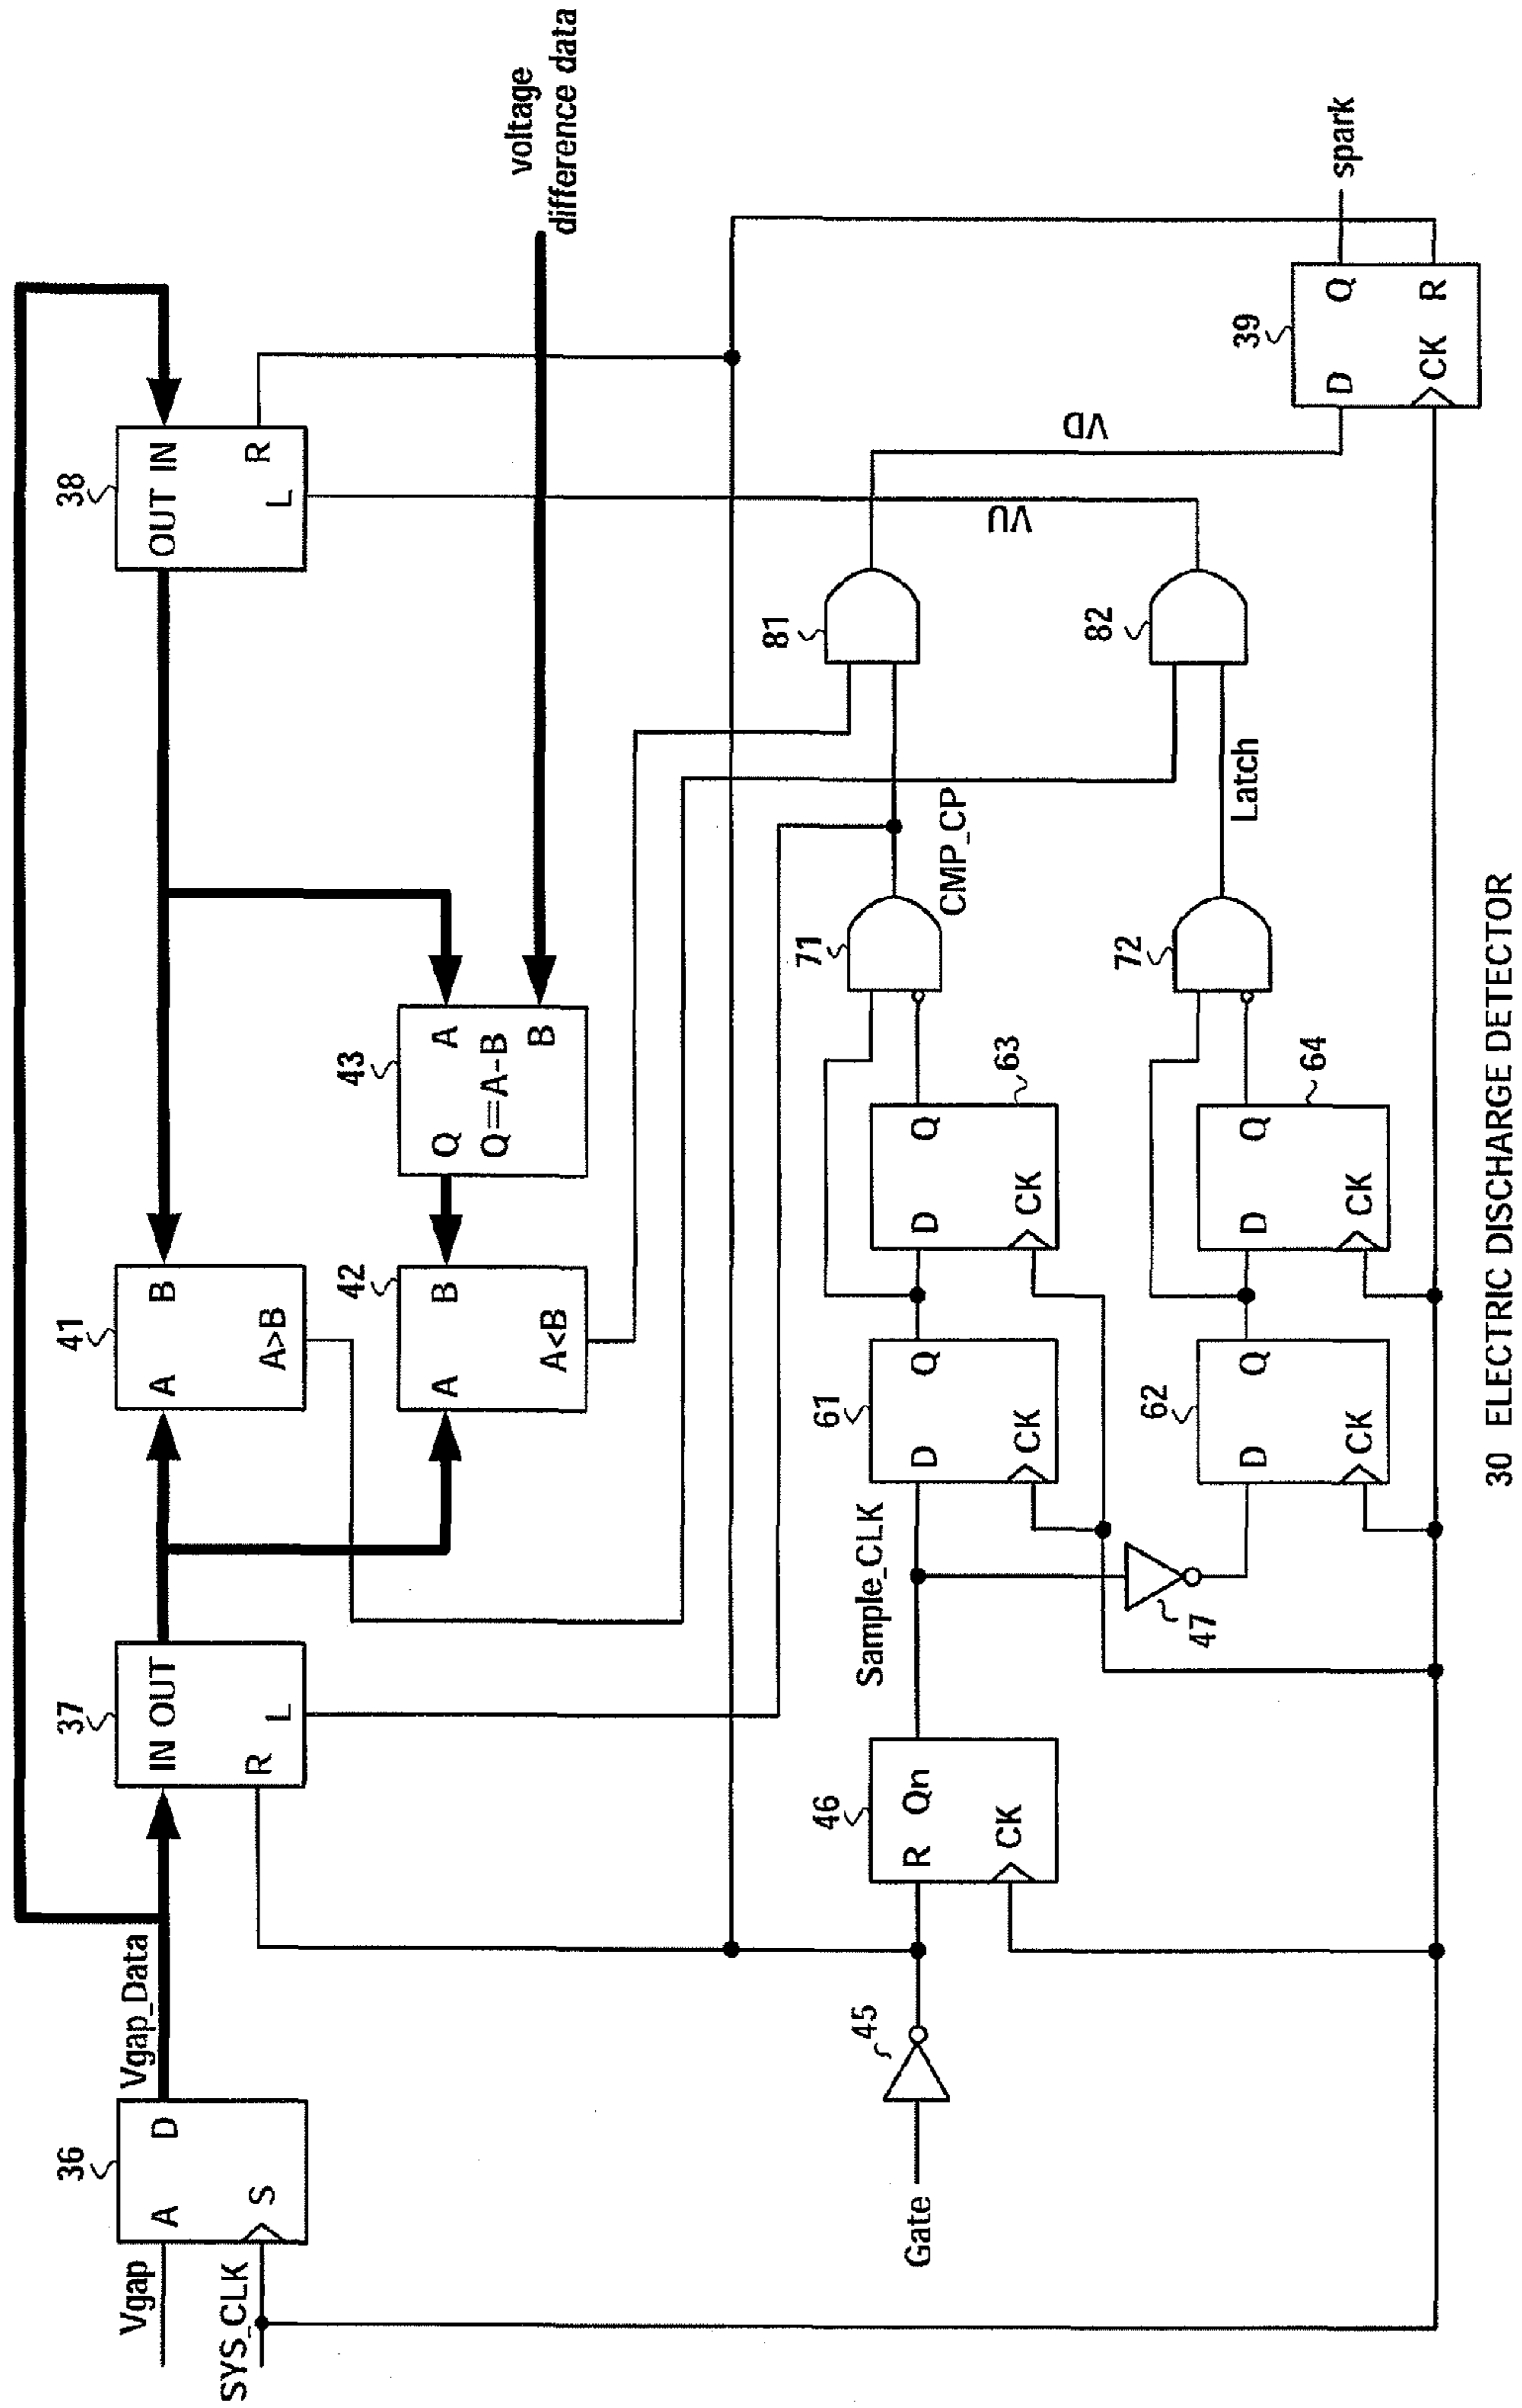 Vgap
SYS_CLK
36
A D
S
Vgap_Data
37
IN OUT
R
L
41
A B
A>B
38
OUT IN
L
R
42
A B
A<B
43
Q A
Q=A-B
B
voltage
difference data
Gate
45
46
R Qn
CK
Sample_CLK
47
61
D Q
CK
63
D Q
CK
71
CMP_CP
81
62
D Q
CK
64
D Q
CK
72
Latch
82
VU
VD
39
D Q
CK R
spark
30 ELECTRIC DISCHARGE DETECTOR